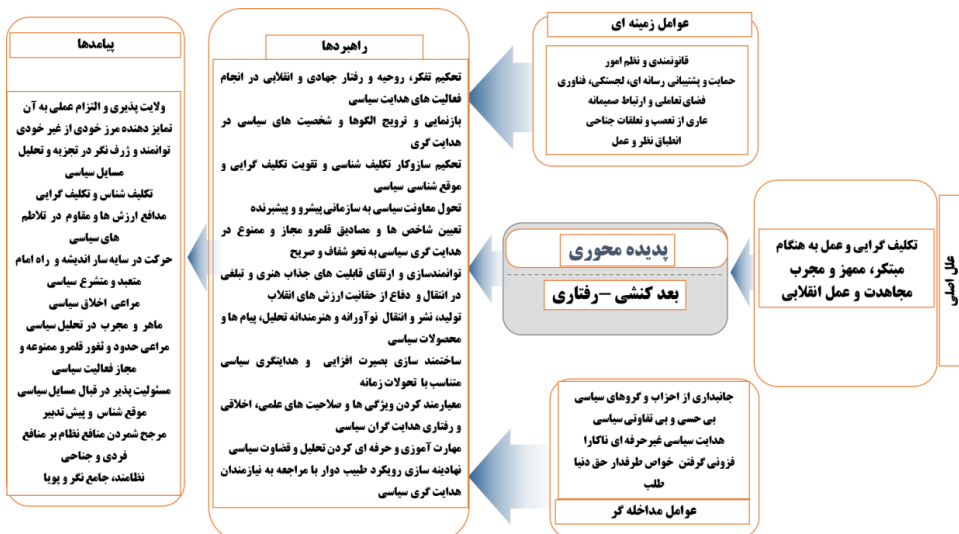 علل اصلی
تکلیف گرایی و عمل به هنگام
مبتکر، ممهز و مجرب
مجاهدت و عمل انقلابی
عوامل زمینه ای
قانونمندی و نظم امور
حمایت و پشتیبانی رسانه ای، لجستکی، فناوری
فضای تعاملی و ارتباط صمیمانه
عاری از تعصب و تعلقات جناحی
انطباق نظر و عمل
پدیده محوری
بعد کنشی –رفتاری
جانبداری از احزاب و گروهای سیاسی
بی حسی و بی تفاوتی سیاسی
هدایت سیاسی غیرحرفه ای ناکارا
فزونی گرفتن خواص طرفدار حق دنیا
طلب
عوامل مداخله گر
راهبردها
تحکیم تفکر، روحیه و رفتار جهادی و انقلابی در انجام
فعالیت های هدایت سیاسی
بازنمایی و ترویج الگوها و شخصیت های سیاسی در
هدایت گری
تحکیم سازوکار تکلیف شناسی و تقویت تکلیف گرایی و
موقع شناسی سیاسی
تحول معاونت سیاسی به سازمانی پیشرو و پیشبرنده
تعیین شاخص ها و مصادیق قلمرو مجاز و ممنوع در
هدایت گری سیاسی به نحو شفاف و صریح
توانمندسازی و ارتقای قابلیت های جذاب هنری و تبلغی
در انتقال و دفاع از حقانیت ارزش های انقلاب
تولید، نشر و انتقال نوآورانه و هنرمندانه تحلیل، پیام ها و
محصولات سیاسی
ساختمند سازی بصیرت افزایی و هدایتگری سیاسی
متناسب با تحولات زمانه
معیارمند کردن ویژگی ها و صلاحیت های علمی، اخلاقی
و رفتاری هدایت گران سیاسی
مهارت آموزی و حرفه ای کردن تحلیل و قضاوت سیاسی
نهادینه سازی رویکرد طبیب دوار با مراجعه به نیازمندان
هدایت گری سیاسی
پیامدها
ولایت پذیری و التزام عملی به آن
تمایز دهنده مرز خودی از غیر خودی
توانمند و ژرف نگر در تجزیه و تحلیل
مسایل سیاسی
تکلیف شناس و تکلیف گرایی
مدافع ارزش ها و مقاوم در تلاطم
های سیاسی
حرکت در سایه سار اندیشه و راه امام
متعبد و متشرع سیاسی
مراعی اخلاق سیاسی
ماهر و مجرب در تحلیل سیاسی
مراعی حدود و ثغور قلمرو ممنوعه و
مجاز فعالیت سیاسی
مسئولیت پذیر در قبال مسایل سیاسی
موقع شناس و پیش تدبیر
مرجح شمردن منافع نظام بر منافع
فردی و جناحی
نظامند، جامع نگر و پویا